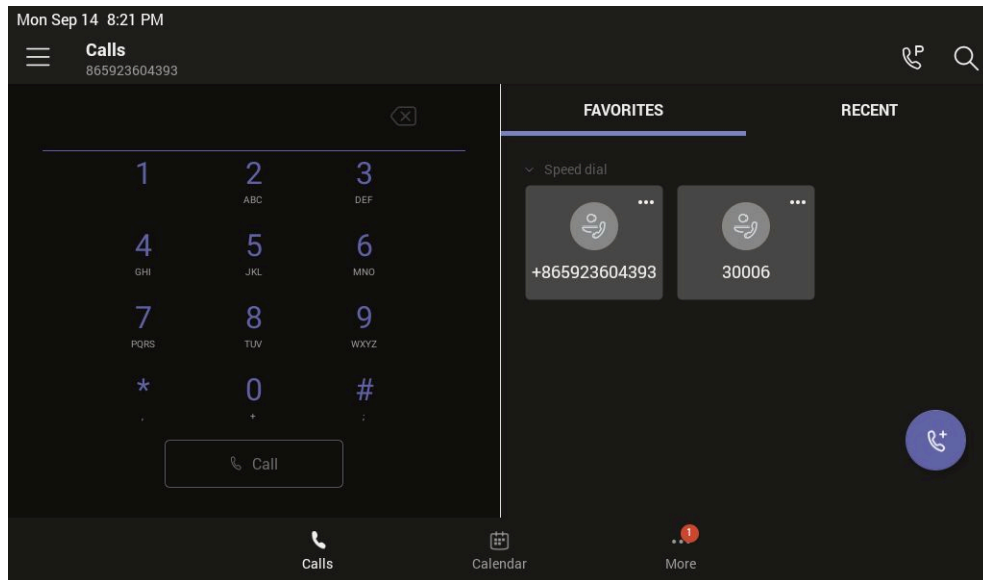 Mon Sep 14 8:21 PM
Calls
865923604393
P
FAVORITES
RECENT
Speed dial
+865923604393
30006
1
2
3
ABC
DEF
4
5
6
GHI
JKL
MNO
7
8
9
PQRS
TUV
WXYZ
*
0
#
,
+
;
Call
1
Calls
Calendar
More